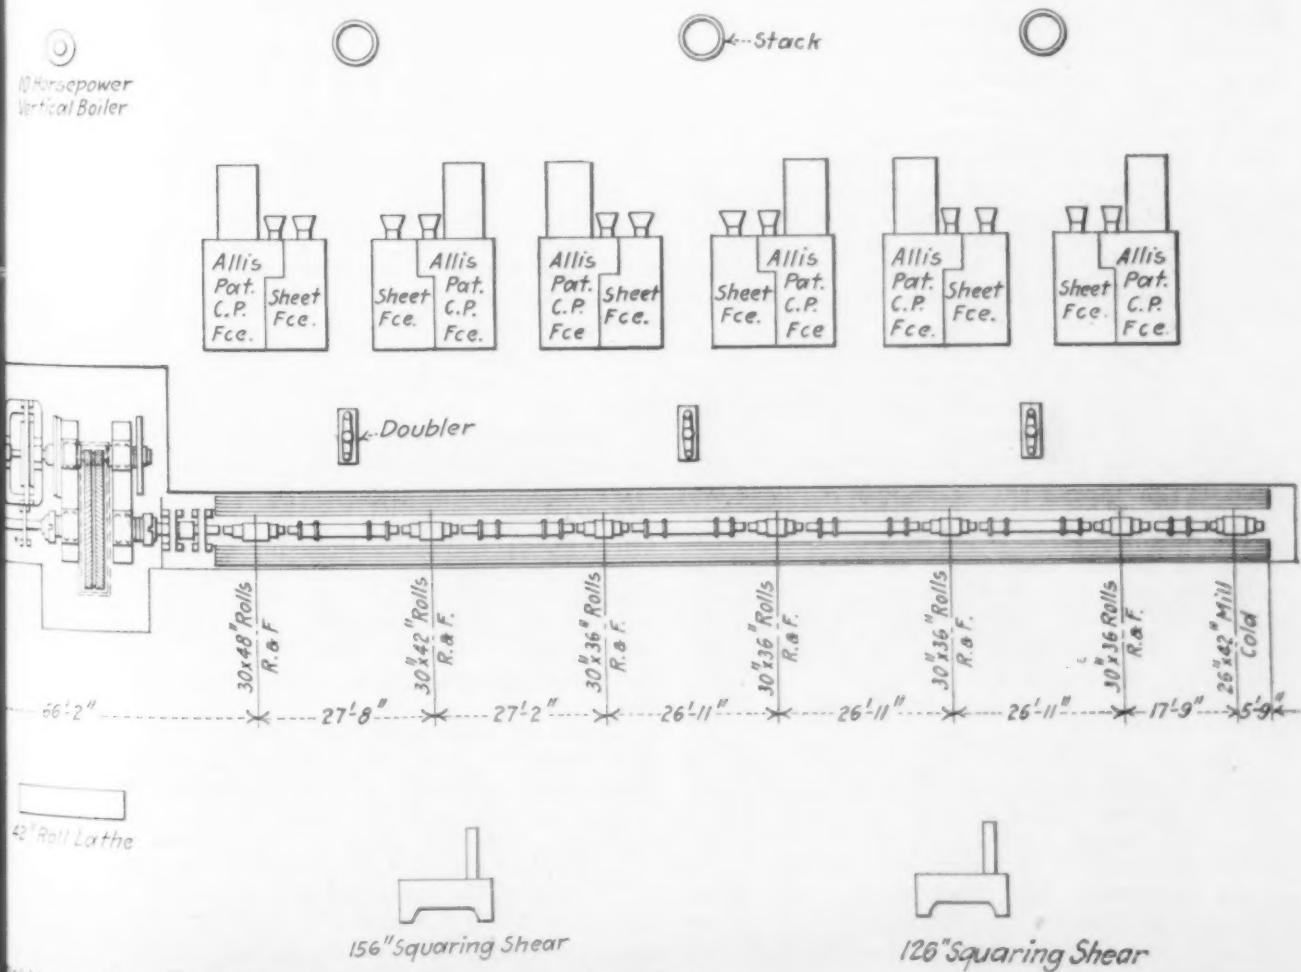 Stack
10 Horsepower
Vertical Boiler
Allis
Pat.
C.P.
Fce.
Sheet
Fce.
Sheet
Fce.
Allis
Pat.
C.P.
Fce.
Allis
Pat.
C.P.
Fce
Sheet
Fce.
Sheet
Fce.
Allis
Pat.
C.P.
Fce
Allis
Pat.
C.P.
Fce.
Sheet
Fce.
Sheet
Fce.
Allis
Pat.
C.P.
Fce.
Doubler
30x48" Rolls
R.&F.
30"x42" Rolls
R.&F.
30"x36" Rolls
R.&F.
30"x36" Rolls
R.&F.
30"x36" Rolls
R.&F.
30"x36 Rolls
R.&F.
26"x42" Mill
Cold
66'-2"
27'-8"
27'-2"
26'-11"
26'-11"
26'-11"
17'-9"
5'-9"
42" Roll Lathe
156" Squaring Shear
126" Squaring Shear